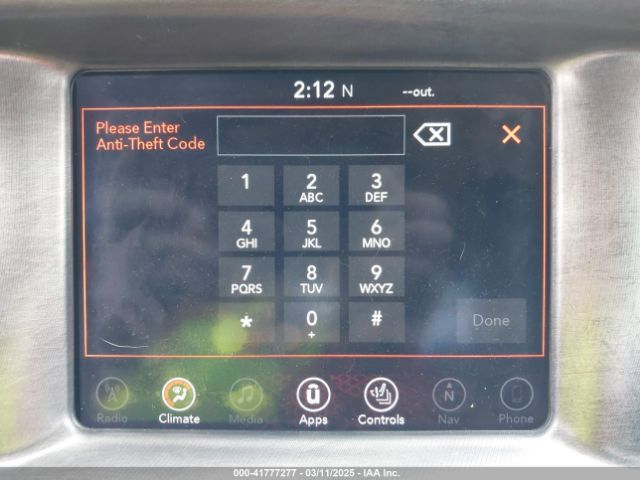 2:12 N --out.
Please Enter
Anti-Theft Code
1 2 3
ABC DEF
4 5 6
GHI JKL MNO
7 8 9
PQRS TUV WXYZ
* 0 #
+
Done
N
Radio Climate Media Apps Controls Nav Phone
000-41777277 - 03/11/2025 - IAA Inc.